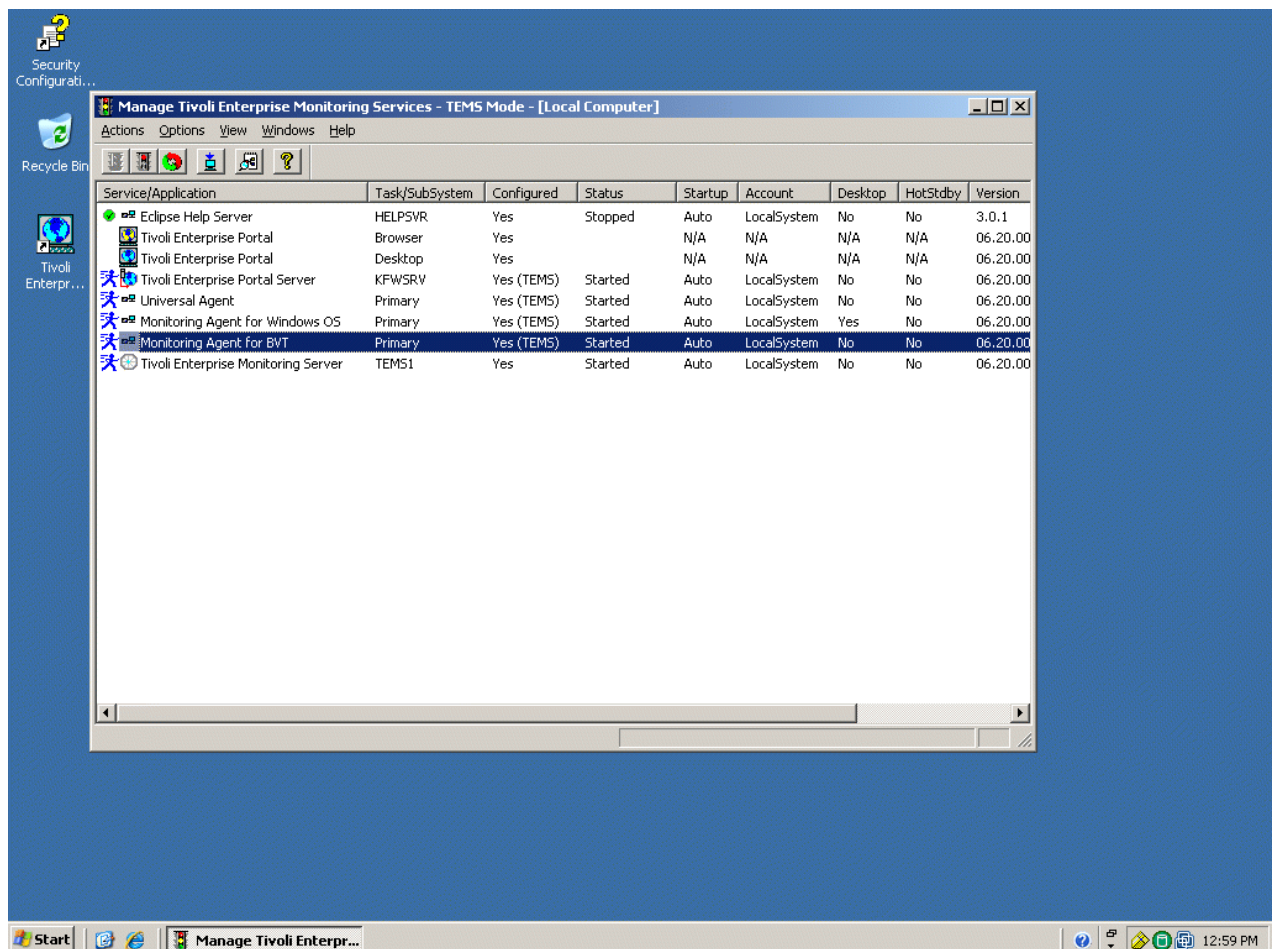 Security
Configurati...
Recycle Bin
Tivoli
Enterpr...
Manage Tivoli Enterprise Monitoring Services - TEMS Mode - [Local Computer]
Actions Options View Windows Help
Service/Application Task/SubSystem Configured Status Startup Account Desktop HotStdby Version
Eclipse Help Server HELPSVR Yes Stopped Auto LocalSystem No No 3.0.1
Tivoli Enterprise Portal Browser Yes N/A N/A N/A N/A 06.20.00
Tivoli Enterprise Portal Desktop Yes N/A N/A N/A N/A 06.20.00
Tivoli Enterprise Portal Server KFWSRV Yes (TEMS) Started Auto LocalSystem No No 06.20.00
Universal Agent Primary Yes (TEMS) Started Auto LocalSystem No No 06.20.00
Monitoring Agent for Windows OS Primary Yes (TEMS) Started Auto LocalSystem Yes No 06.20.00
Monitoring Agent for BVT Primary Yes (TEMS) Started Auto LocalSystem No No 06.20.00
Tivoli Enterprise Monitoring Server TEMS1 Yes Started Auto LocalSystem No No 06.20.00
Start Manage Tivoli Enterpr... 12:59 PM